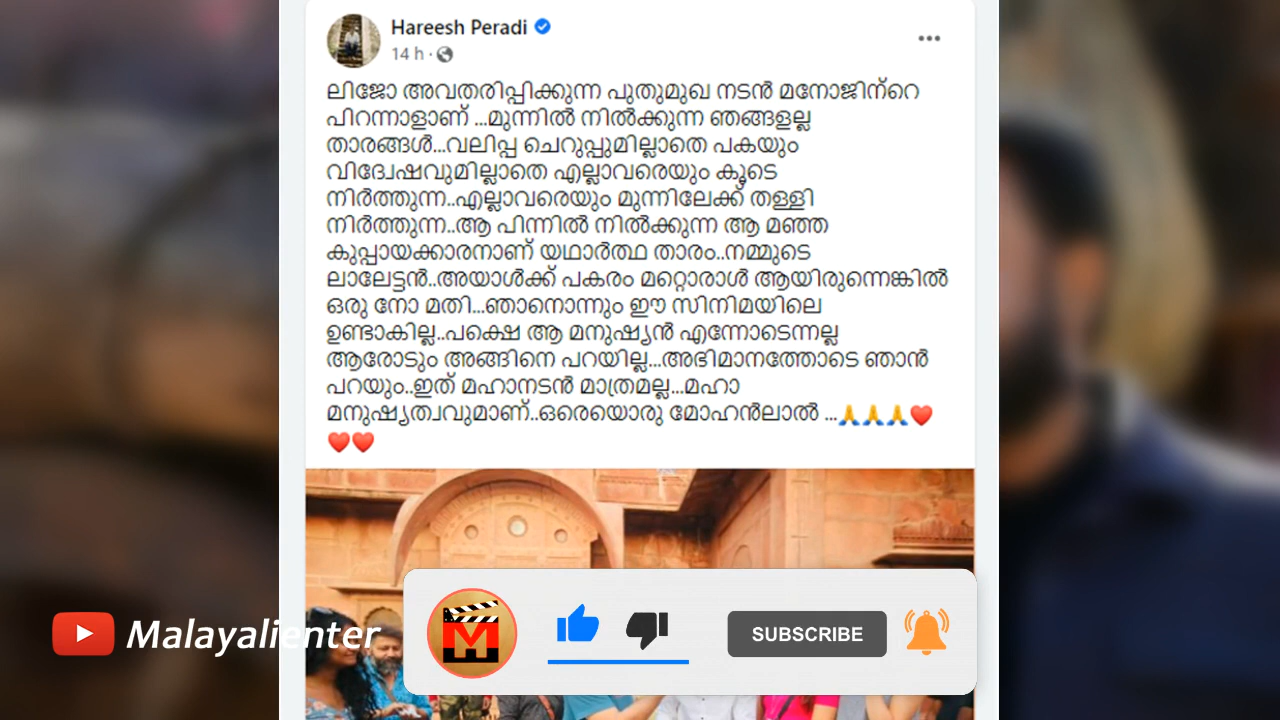 Hareesh Peradi
14 h ·
ലിജോ അവതരിപ്പിക്കുന്ന പുതുമുഖ നടൻ മനോജിന്റെ
പിറന്നാളാണ് ...മുന്നിൽ നിൽക്കുന്ന ഞങ്ങളല്ല
താരങ്ങൾ...വലിപ്പ ചെറുപ്പുമില്ലാതെ പകയും
വിദ്വേഷവുമില്ലാതെ എല്ലാവരെയും കൂടെ
നിർത്തുന്ന..എല്ലാവരെയും മുന്നിലേക്ക് തള്ളി
നിർത്തുന്ന..ആ പിന്നിൽ നിൽക്കുന്ന ആ മഞ്ഞ
കുപ്പായക്കാരനാണ് യഥാർത്ഥ താരം..നമ്മുടെ
ലാലേട്ടൻ..അയാൾക്ക് പകരം മറ്റൊരാൾ ആയിരുന്നെങ്കിൽ
ഒരു നോ മതി...ഞാനൊന്നും ഈ സിനിമയിലെ
ഉണ്ടാകില്ല..പക്ഷെ ആ മനുഷ്യൻ എന്നോടെന്നല്ല
ആരോടും അങ്ങിനെ പറയില്ല...അഭിമാനത്തോടെ ഞാൻ
പറയും..ഇത് മഹാനടൻ മാത്രമല്ല...മഹാ
മനുഷ്യത്വവുമാണ്..ഒരെയൊരു മോഹൻലാൽ ...🙏🙏🙏❤️
❤️❤️
Malayalienter
M
SUBSCRIBE